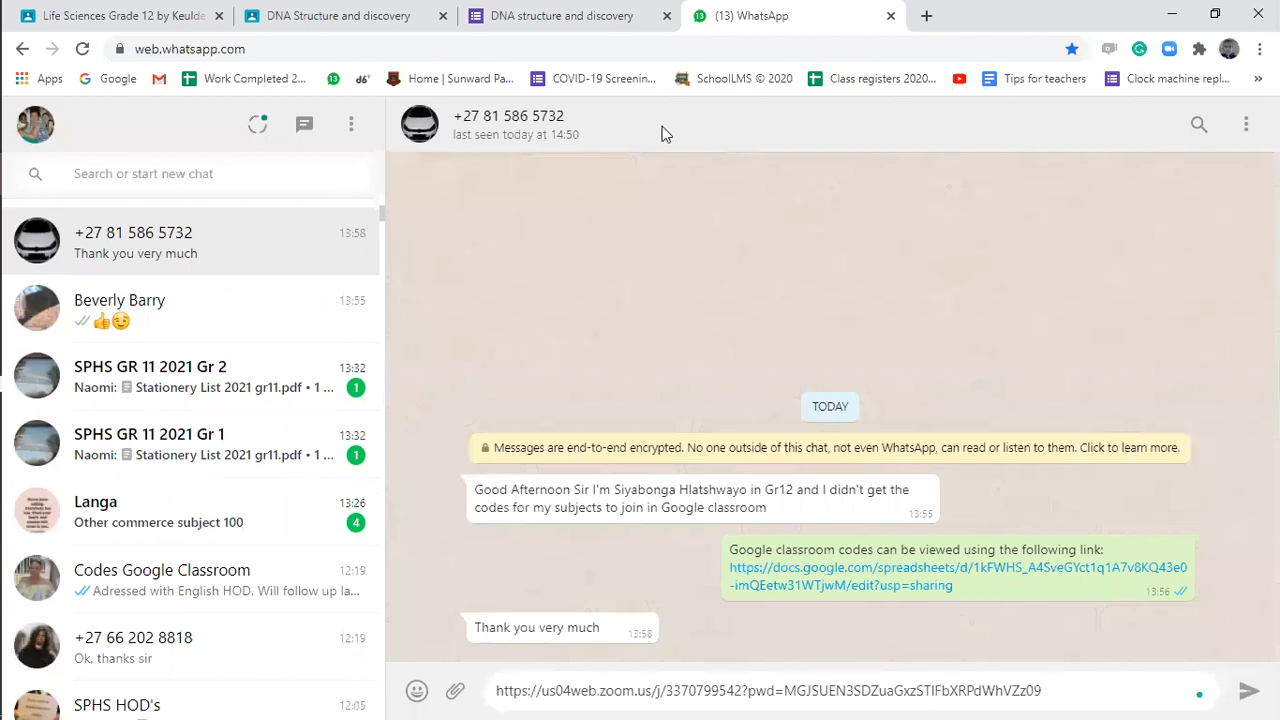 Life Sciences Grade 12 by Keulde
DNA Structure and discovery
DNA structure and discovery
(13) WhatsApp
web.whatsapp.com
Apps
Google
Work Completed 2...
13
Home | Sunward Pa...
COVID-19 Screenin...
SchoolLMS © 2020
Class registers 2020...
Tips for teachers
Clock machine repl...
»
+27 81 586 5732
last seen today at 14:50
Search or start new chat
+27 81 586 5732
13:58
Thank you very much
Beverly Barry
13:55
SPHS GR 11 2021 Gr 2
13:32
Naomi: Stationery List 2021 gr11.pdf • 1 ...
1
SPHS GR 11 2021 Gr 1
13:32
Naomi: Stationery List 2021 gr11.pdf • 1 ...
1
Langa
13:26
Other commerce subject 100
4
Codes Google Classroom
12:19
Adressed with English HOD. Will follow up la...
+27 66 202 8818
12:19
Ok, thanks sir
SPHS HOD's
12:05
TODAY
Messages are end-to-end encrypted. No one outside of this chat, not even WhatsApp, can read or listen to them. Click to learn more.
Good Afternoon Sir I'm Siyabonga Hlatshwayo in Gr12 and I didn't get the
codes for my subjects to join in Google classroom
13:55
Google classroom codes can be viewed using the following link:
https://docs.google.com/spreadsheets/d/1kFWHS_A4SveGYct1q1A7v8KQ43e0
-imQEetw31WTjwM/edit?usp=sharing
13:56
Thank you very much
13:58
https://us04web.zoom.us/j/3370799542?pwd=MGJSUEN3SDZuaGxzSTlFbXRPdWhVZz09